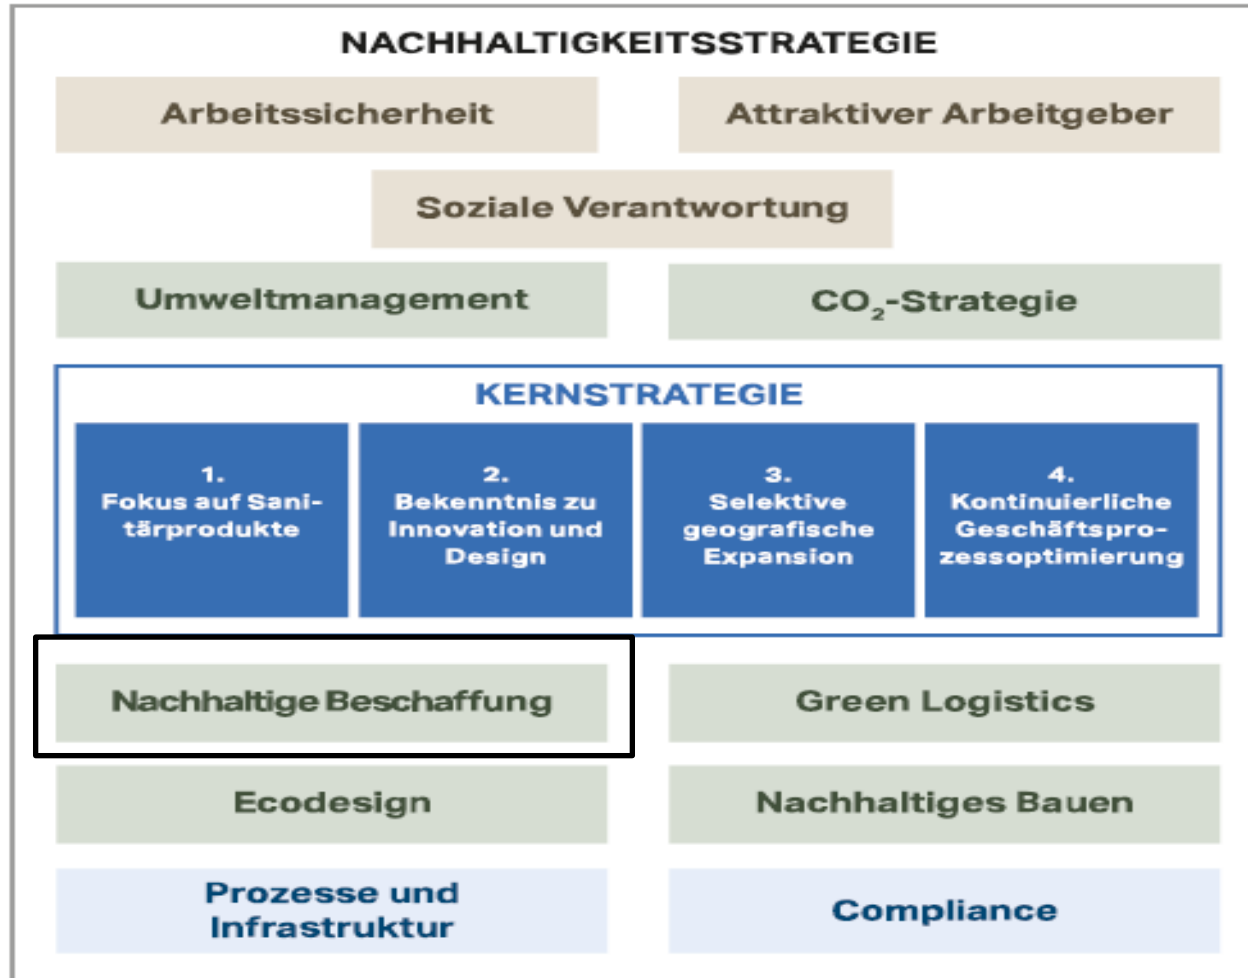 NACHHALTIGKEITSSTRATEGIE
Arbeitssicherheit
Attraktiver Arbeitgeber
Soziale Verantwortung
Umweltmanagement
CO₂-Strategie
KERNSTRATEGIE
1.
Fokus auf Sani-
tärprodukte
2.
Bekenntnis zu
Innovation und
Design
3.
Selektive
geografische
Expansion
4.
Kontinuierliche
Geschäftspro-
zessoptimierung
Nachhaltige Beschaffung
Green Logistics
Ecodesign
Nachhaltiges Bauen
Prozesse und
Infrastruktur
Compliance